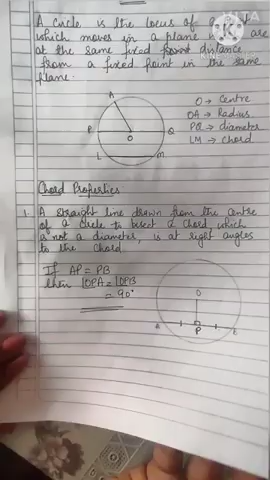 A circle is the locus of
which moves in a plane are
at the same fixed distance
from a fixed point in the same
plane.
A
O → Centre
OA → Radius
PQ → diameter
LM → Chord
P
O
Q
L
M
Chord Properties
1. A straight line drawn from the centre
of a circle to bisect a chord, which
is not a diameter, is at right angles
to the chord.
If AP = PB
then ∠OPA = ∠OPB
= 90°
O
P
KINEMASTER